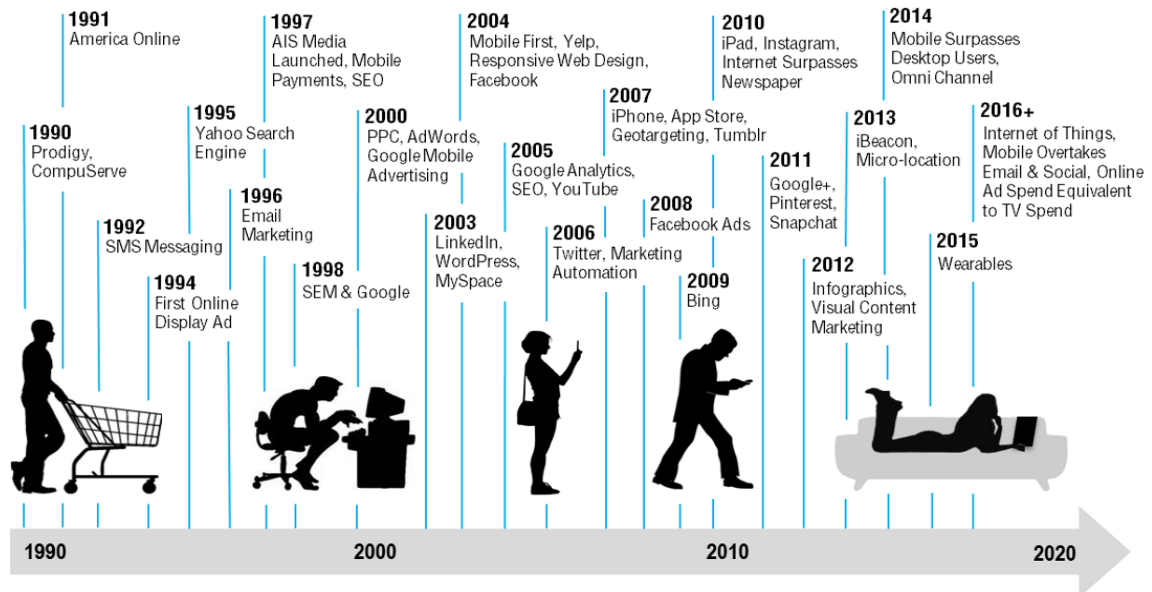 1991
America Online
1997
AIS Media
Launched, Mobile
Payments, SEO
2004
Mobile First, Yelp,
Responsive Web Design,
Facebook
2010
iPad, Instagram,
Internet Surpasses
Newspaper
2014
Mobile Surpasses
Desktop Users,
Omni Channel
1990
Prodigy,
CompuServe
1995
Yahoo Search
Engine
2000
PPC, AdWords,
Google Mobile
Advertising
2007
iPhone, App Store,
Geotargeting, Tumblr
2013
iBeacon,
Micro-location
2016+
Internet of Things,
Mobile Overtakes
Email & Social, Online
Ad Spend Equivalent
to TV Spend
2005
Google Analytics,
SEO, YouTube
2011
Google+,
Pinterest,
Snapchat
1996
Email
Marketing
2008
Facebook Ads
1992
SMS Messaging
2003
LinkedIn,
WordPress,
MySpace
2006
Twitter, Marketing
Automation
2015
Wearables
1994
First Online
Display Ad
1998
SEM & Google
2009
Bing
2012
Infographics,
Visual Content
Marketing
1990
2000
2010
2020